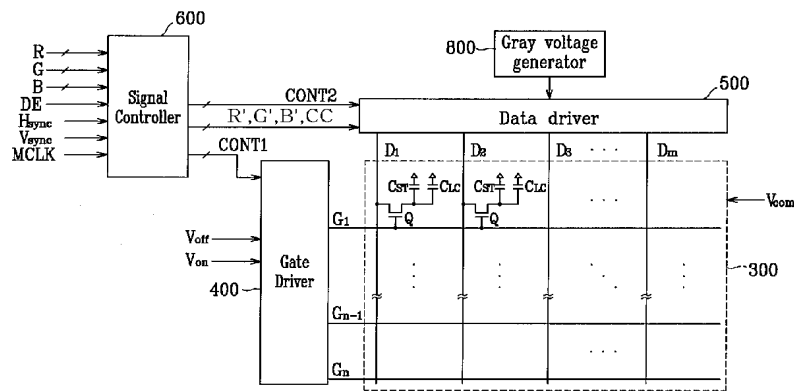 600
R
G
B
DE
Hsync
Vsync
MCLK
Signal
Controller
CONT2
R',G',B',CC
CONT1
800
Gray voltage
generator
500
Data driver
D1 D2 D3 ··· Dm
CST CLC CST CLC
Q Q
···
Vcom
G1
Voff
Von
400
Gate
Driver
300
Gn-1
Gn
···